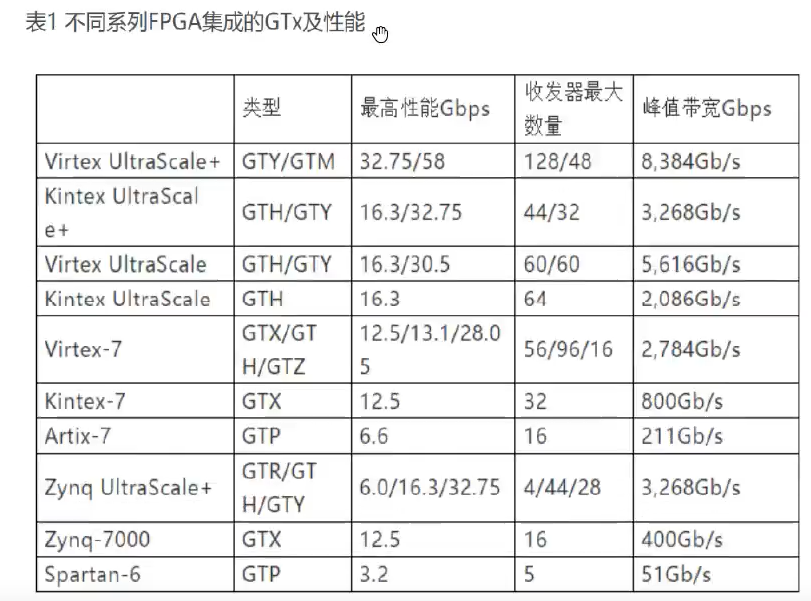 表1 不同系列FPGA集成的GTx及性能
类型 最高性能Gbps 收发器最大数量 峰值带宽Gbps
Virtex UltraScale+ GTY/GTM 32.75/58 128/48 8,384Gb/s
Kintex UltraScale+ GTH/GTY 16.3/32.75 44/32 3,268Gb/s
Virtex UltraScale GTH/GTY 16.3/30.5 60/60 5,616Gb/s
Kintex UltraScale GTH 16.3 64 2,086Gb/s
Virtex-7 GTX/GTH/GTZ 12.5/13.1/28.05 56/96/16 2,784Gb/s
Kintex-7 GTX 12.5 32 800Gb/s
Artix-7 GTP 6.6 16 211Gb/s
Zynq UltraScale+ GTR/GTH/GTY 6.0/16.3/32.75 4/44/28 3,268Gb/s
Zynq-7000 GTX 12.5 16 400Gb/s
Spartan-6 GTP 3.2 5 51Gb/s